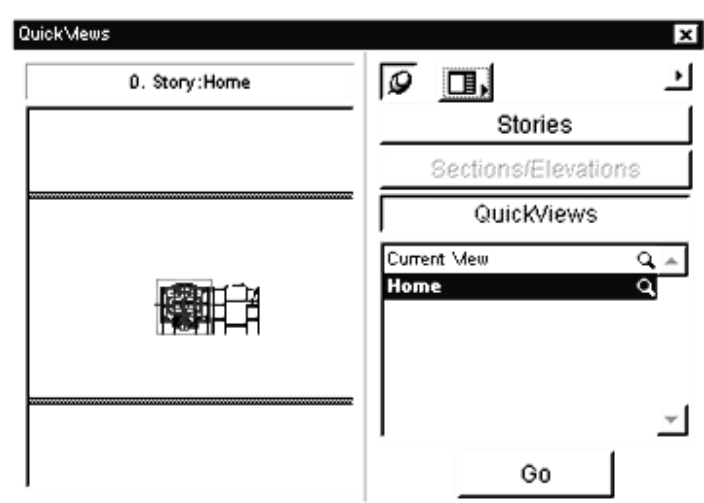 QuickViews
0. Story:Home
Stories
Sections/Elevations
QuickViews
Current View
Home
Go